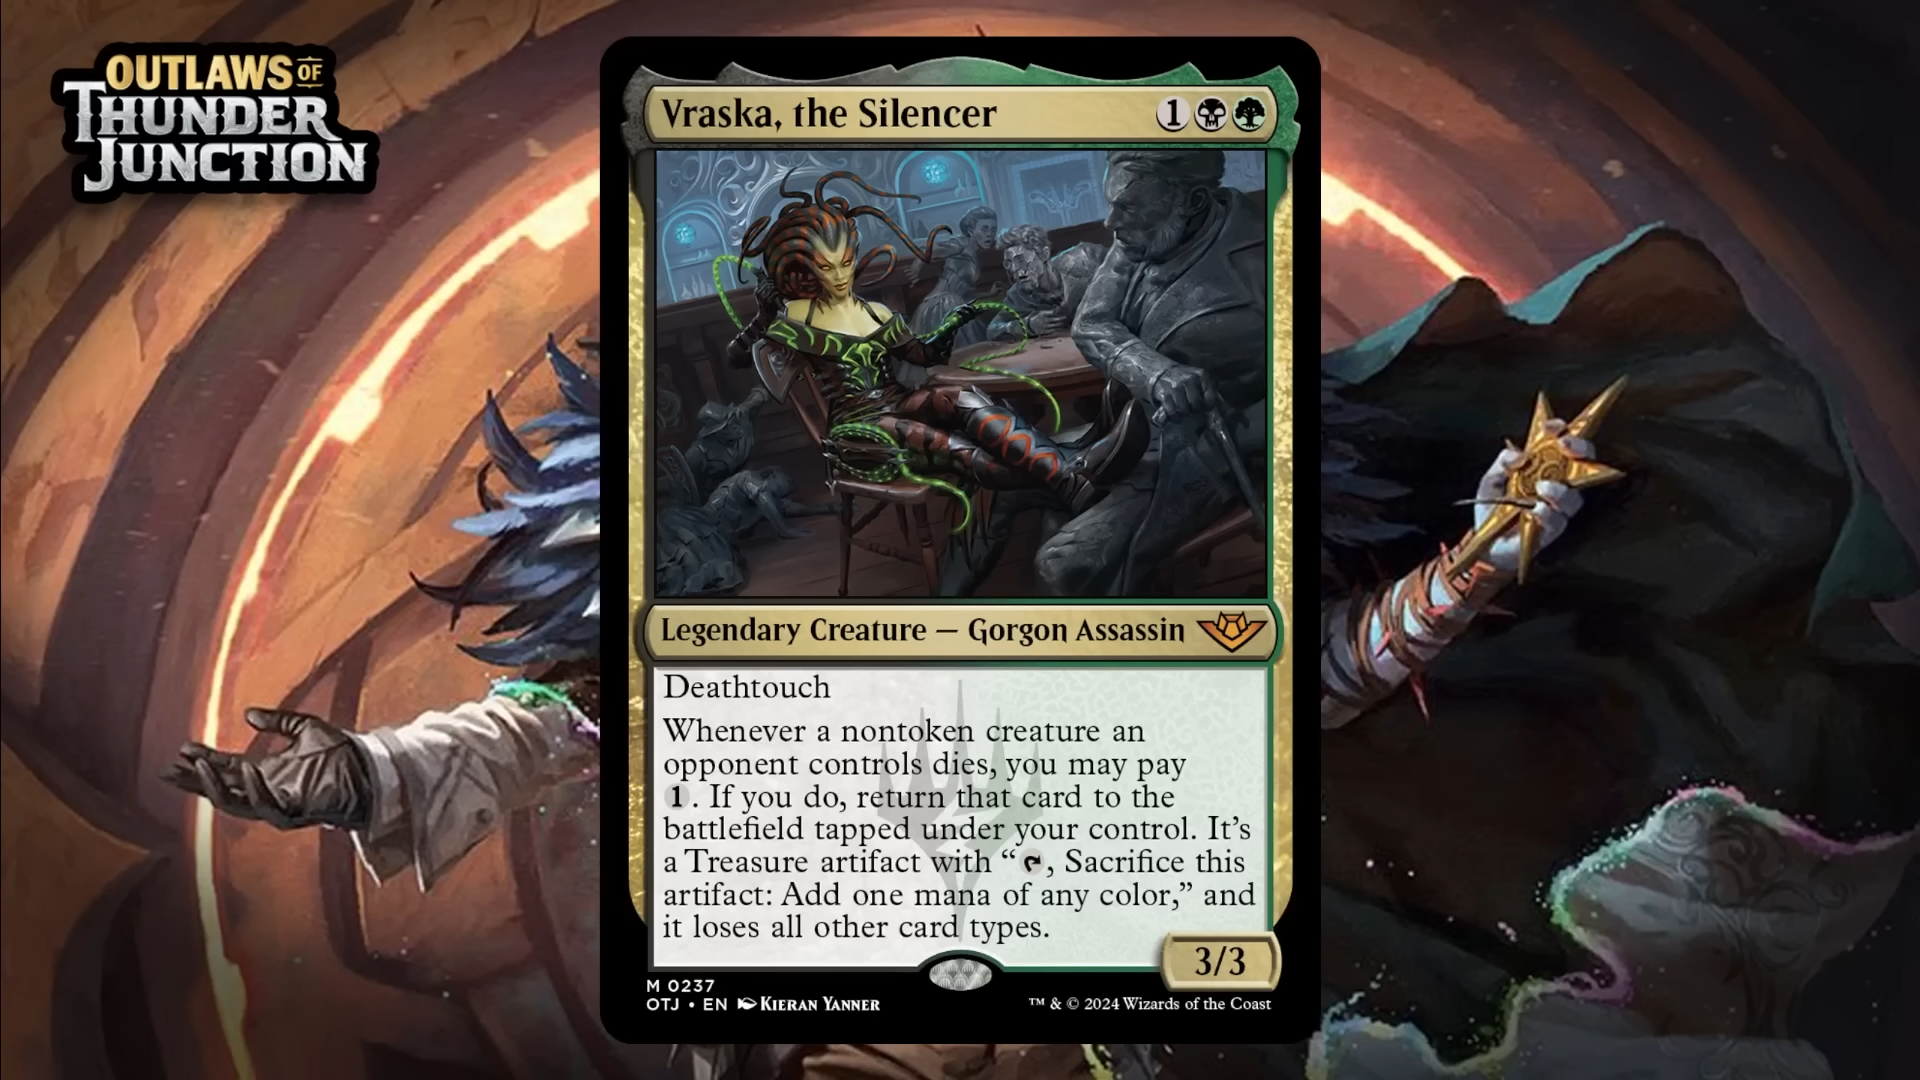 OUTLAWS OF
THUNDER
JUNCTION
Vraska, the Silencer 1
Legendary Creature — Gorgon Assassin
Deathtouch
Whenever a nontoken creature an
opponent controls dies, you may pay
1. If you do, return that card to the
battlefield tapped under your control. It’s
a Treasure artifact with “, Sacrifice this
artifact: Add one mana of any color,” and
it loses all other card types.
3/3
M 0237
OTJ • EN KIERAN YANNER
™ & © 2024 Wizards of the Coast